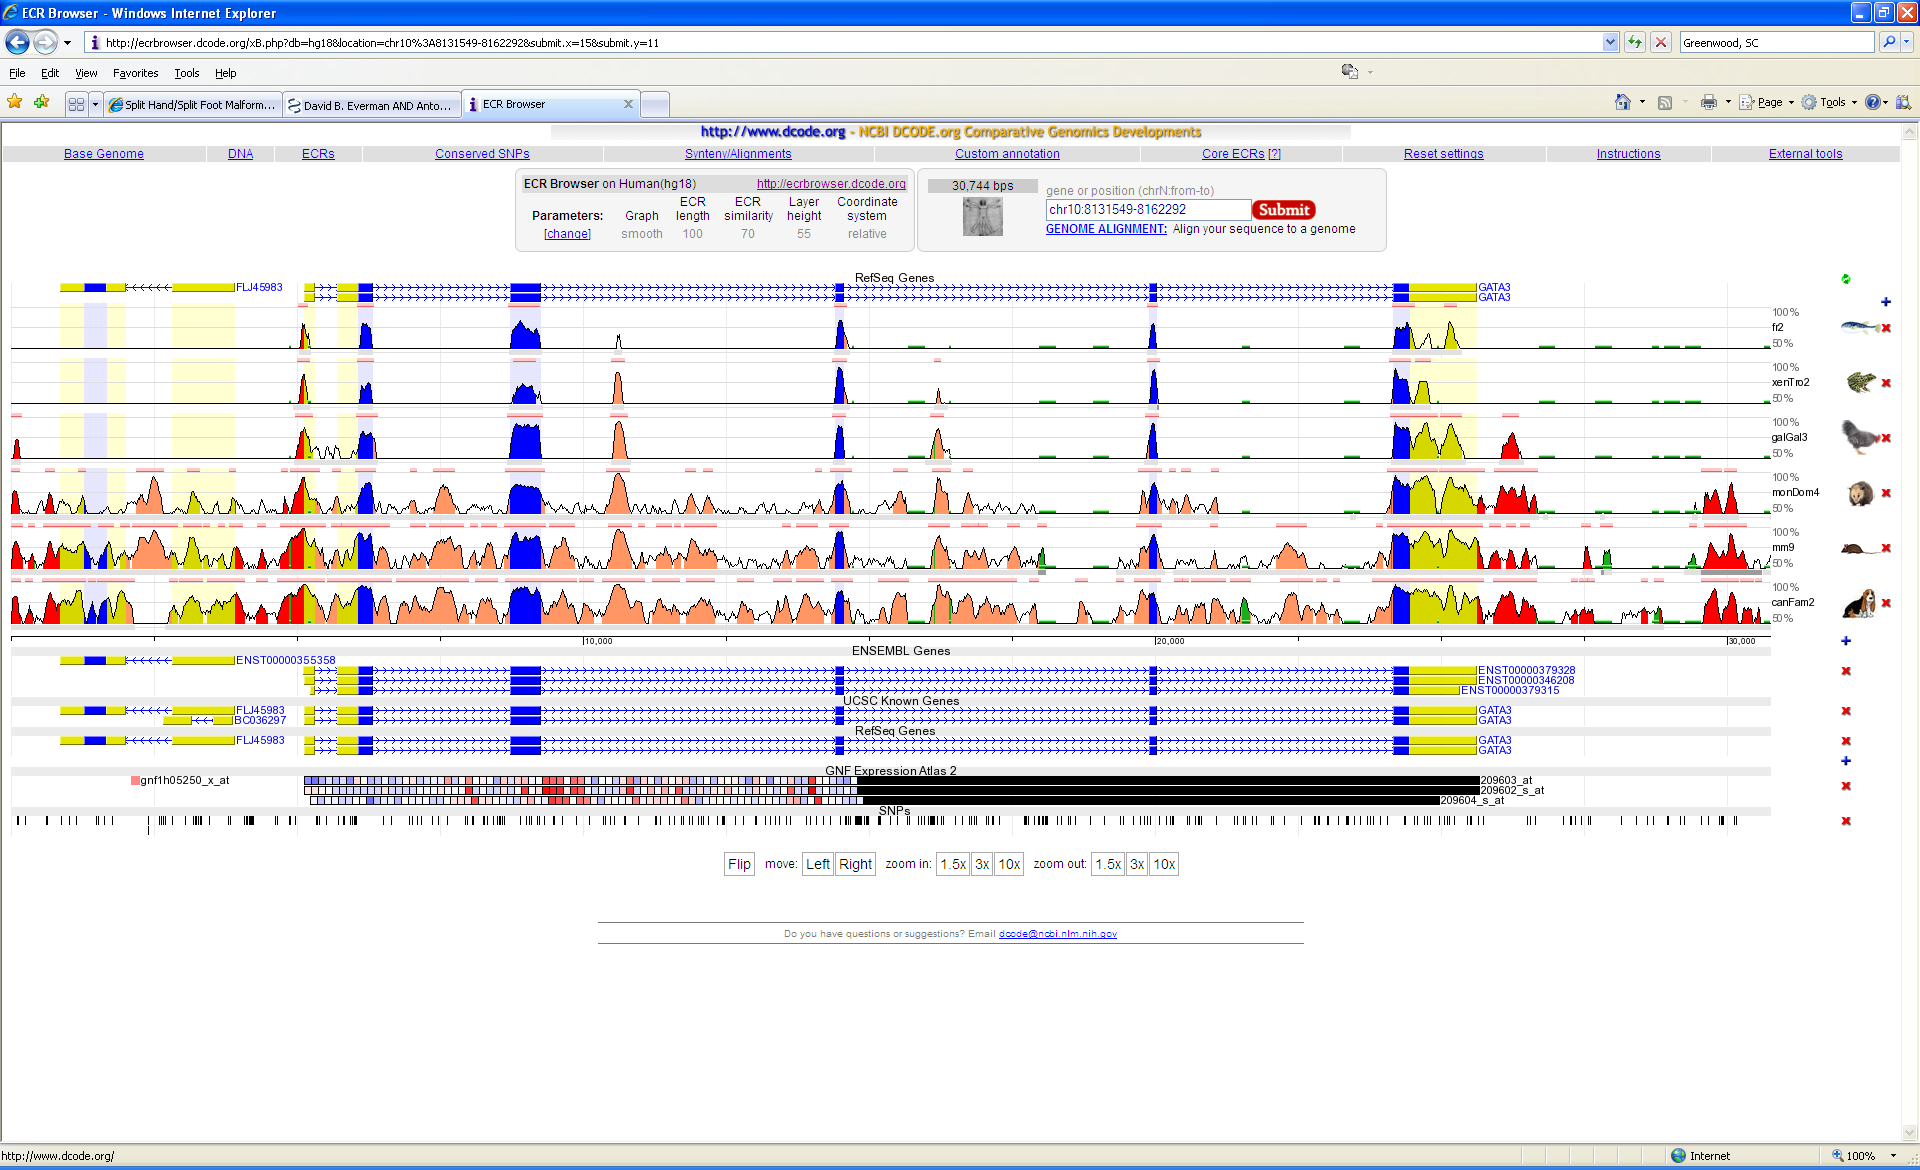 ECR Browser - Windows Internet Explorer
http://ecrbrowser.dcode.org/xB.php?db=hg18&location=chr10%3A8131549-8162292&submit.x=15&submit.y=11
Greenwood, SC
File Edit View Favorites Tools Help
Split Hand/Split Foot Malform... David B. Everman AND Anto... ECR Browser
Page Tools
http://www.dcode.org - NCBI DCODE.org Comparative Genomics Developments
Base Genome DNA ECRs Conserved SNPs Synteny/Alignments Custom annotation Core ECRs [?] Reset settings Instructions External tools
ECR Browser on Human(hg18) http://ecrbrowser.dcode.org
Parameters: Graph ECR length ECR similarity Layer height Coordinate system
[change] smooth 100 70 55 relative
30,744 bps
gene or position (chrN:from-to)
chr10:8131549-8162292 Submit
GENOME ALIGNMENT: Align your sequence to a genome
RefSeq Genes
FLJ45983 GATA3
GATA3
100%
fr2
50%
100%
xenTro2
50%
100%
galGal3
50%
100%
monDom4
50%
100%
mm9
50%
100%
canFam2
50%
10,000 20,000 30,000
ENSEMBL Genes
ENST00000355358
ENST00000379328
ENST00000346208
ENST00000379315
UCSC Known Genes
FLJ45983 GATA3
BC036297 GATA3
RefSeq Genes
FLJ45983 GATA3
GATA3
GNF Expression Atlas 2
gnf1h05250_x_at 209603_at
209602_s_at
209604_s_at
SNPs
Flip move: Left Right zoom in: 1.5x 3x 10x zoom out: 1.5x 3x 10x
Do you have questions or suggestions? Email dcode@ncbi.nlm.nih.gov
http://www.dcode.org/ Internet 100%